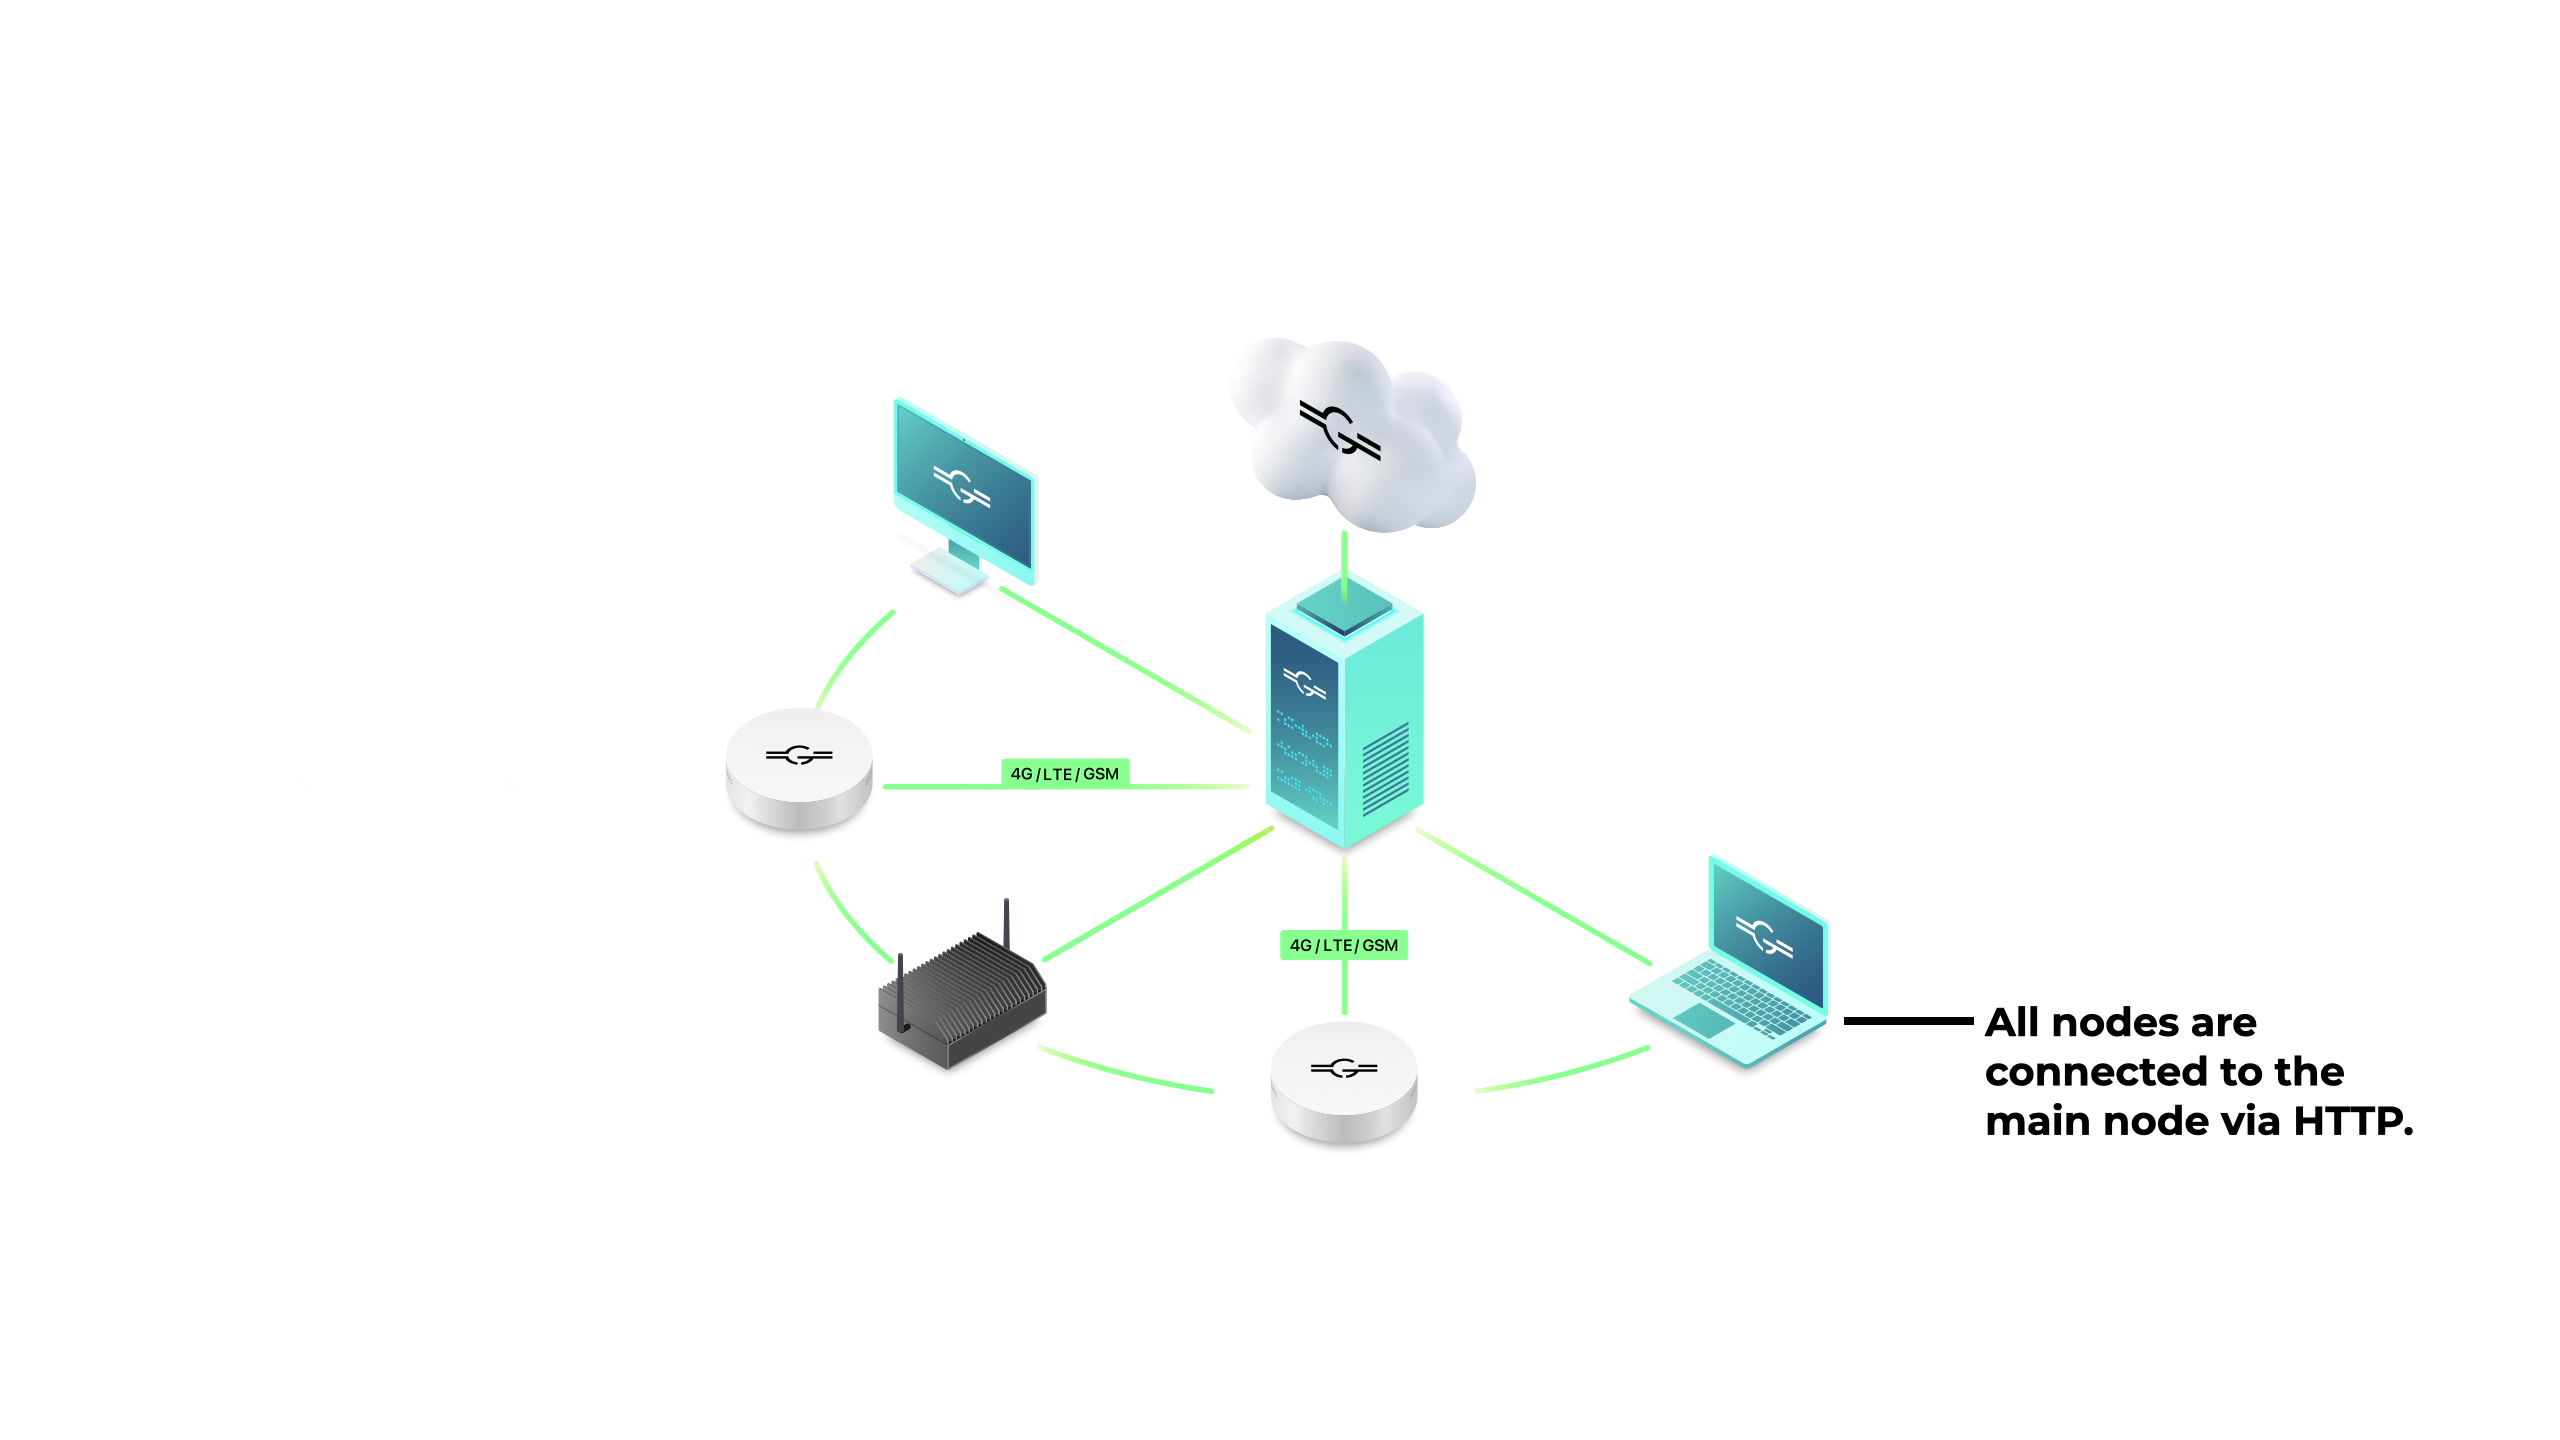 4G / LTE / GSM
4G / LTE / GSM
All nodes are
connected to the
main node via HTTP.